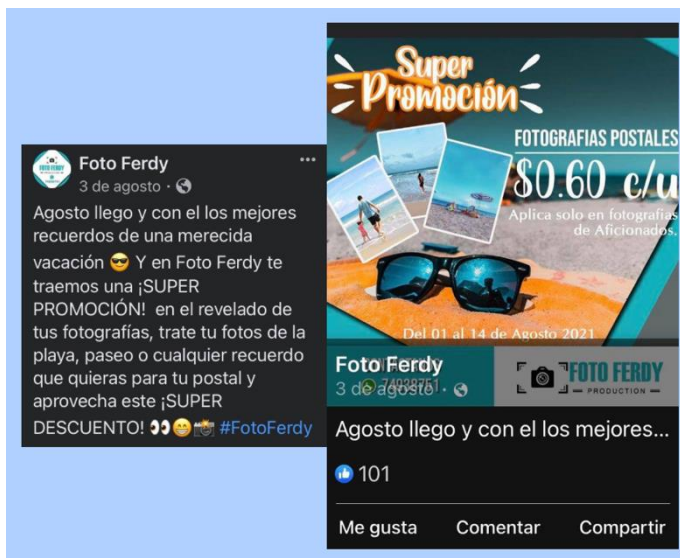 Foto Ferdy
3 de agosto
Agosto llego y con el los mejores
recuerdos de una merecida
vacación 😎 Y en Foto Ferdy te
traemos una ¡SUPER
PROMOCIÓN! en el revelado de
tus fotografías, trate tu fotos de la
playa, paseo o cualquier recuerdo
que quieras para tu postal y
aprovecha este ¡SUPER
DESCUENTO! 👀😁📸 #FotoFerdy
Super
Promoción
FOTOGRAFIAS POSTALES
$0.60 c/u
Aplica solo en fotografías
de Aficionados.
Del 01 al 14 de Agosto 2021
Foto Ferdy
3 de agosto
FOTO FERDY
PRODUCTION
Agosto llego y con el los mejores...
101
Me gusta Comentar Compartir